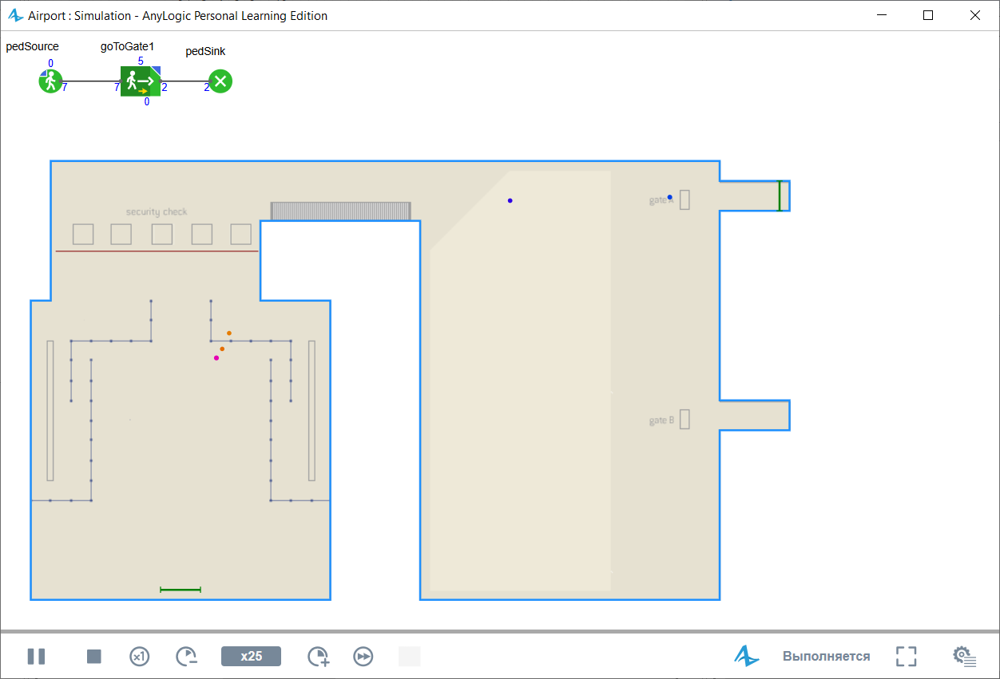 Airport : Simulation - AnyLogic Personal Learning Edition
pedSource
goToGate1
pedSink
0
5
7
7
2
2
0
security check
gate A
gate B
x1
x25
Выполняется